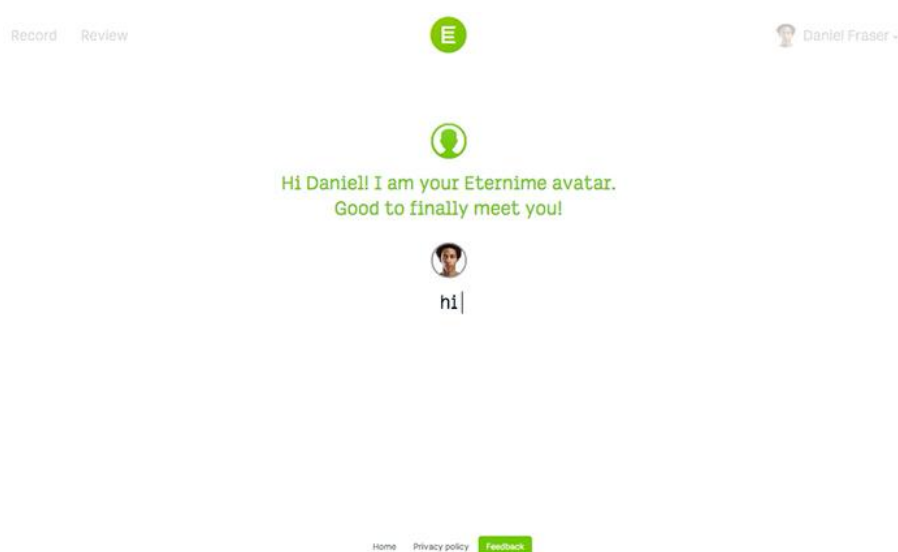 Record Review
E
Daniel Fraser
Hi Daniel! I am your Eternime avatar.
Good to finally meet you!
hi
Home Privacy policy Feedback